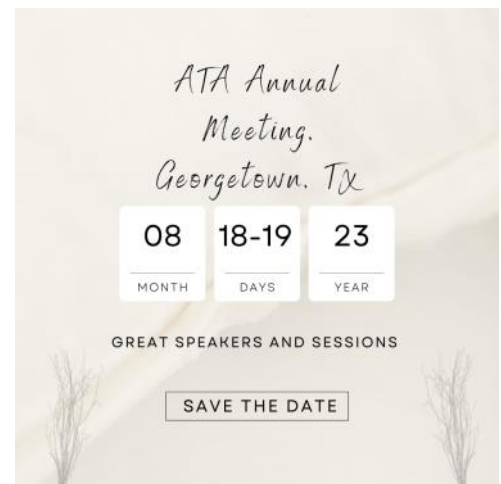 ATA Annual
Meeting.
Georgetown. Tx
08 18-19 23
MONTH DAYS YEAR
GREAT SPEAKERS AND SESSIONS
SAVE THE DATE